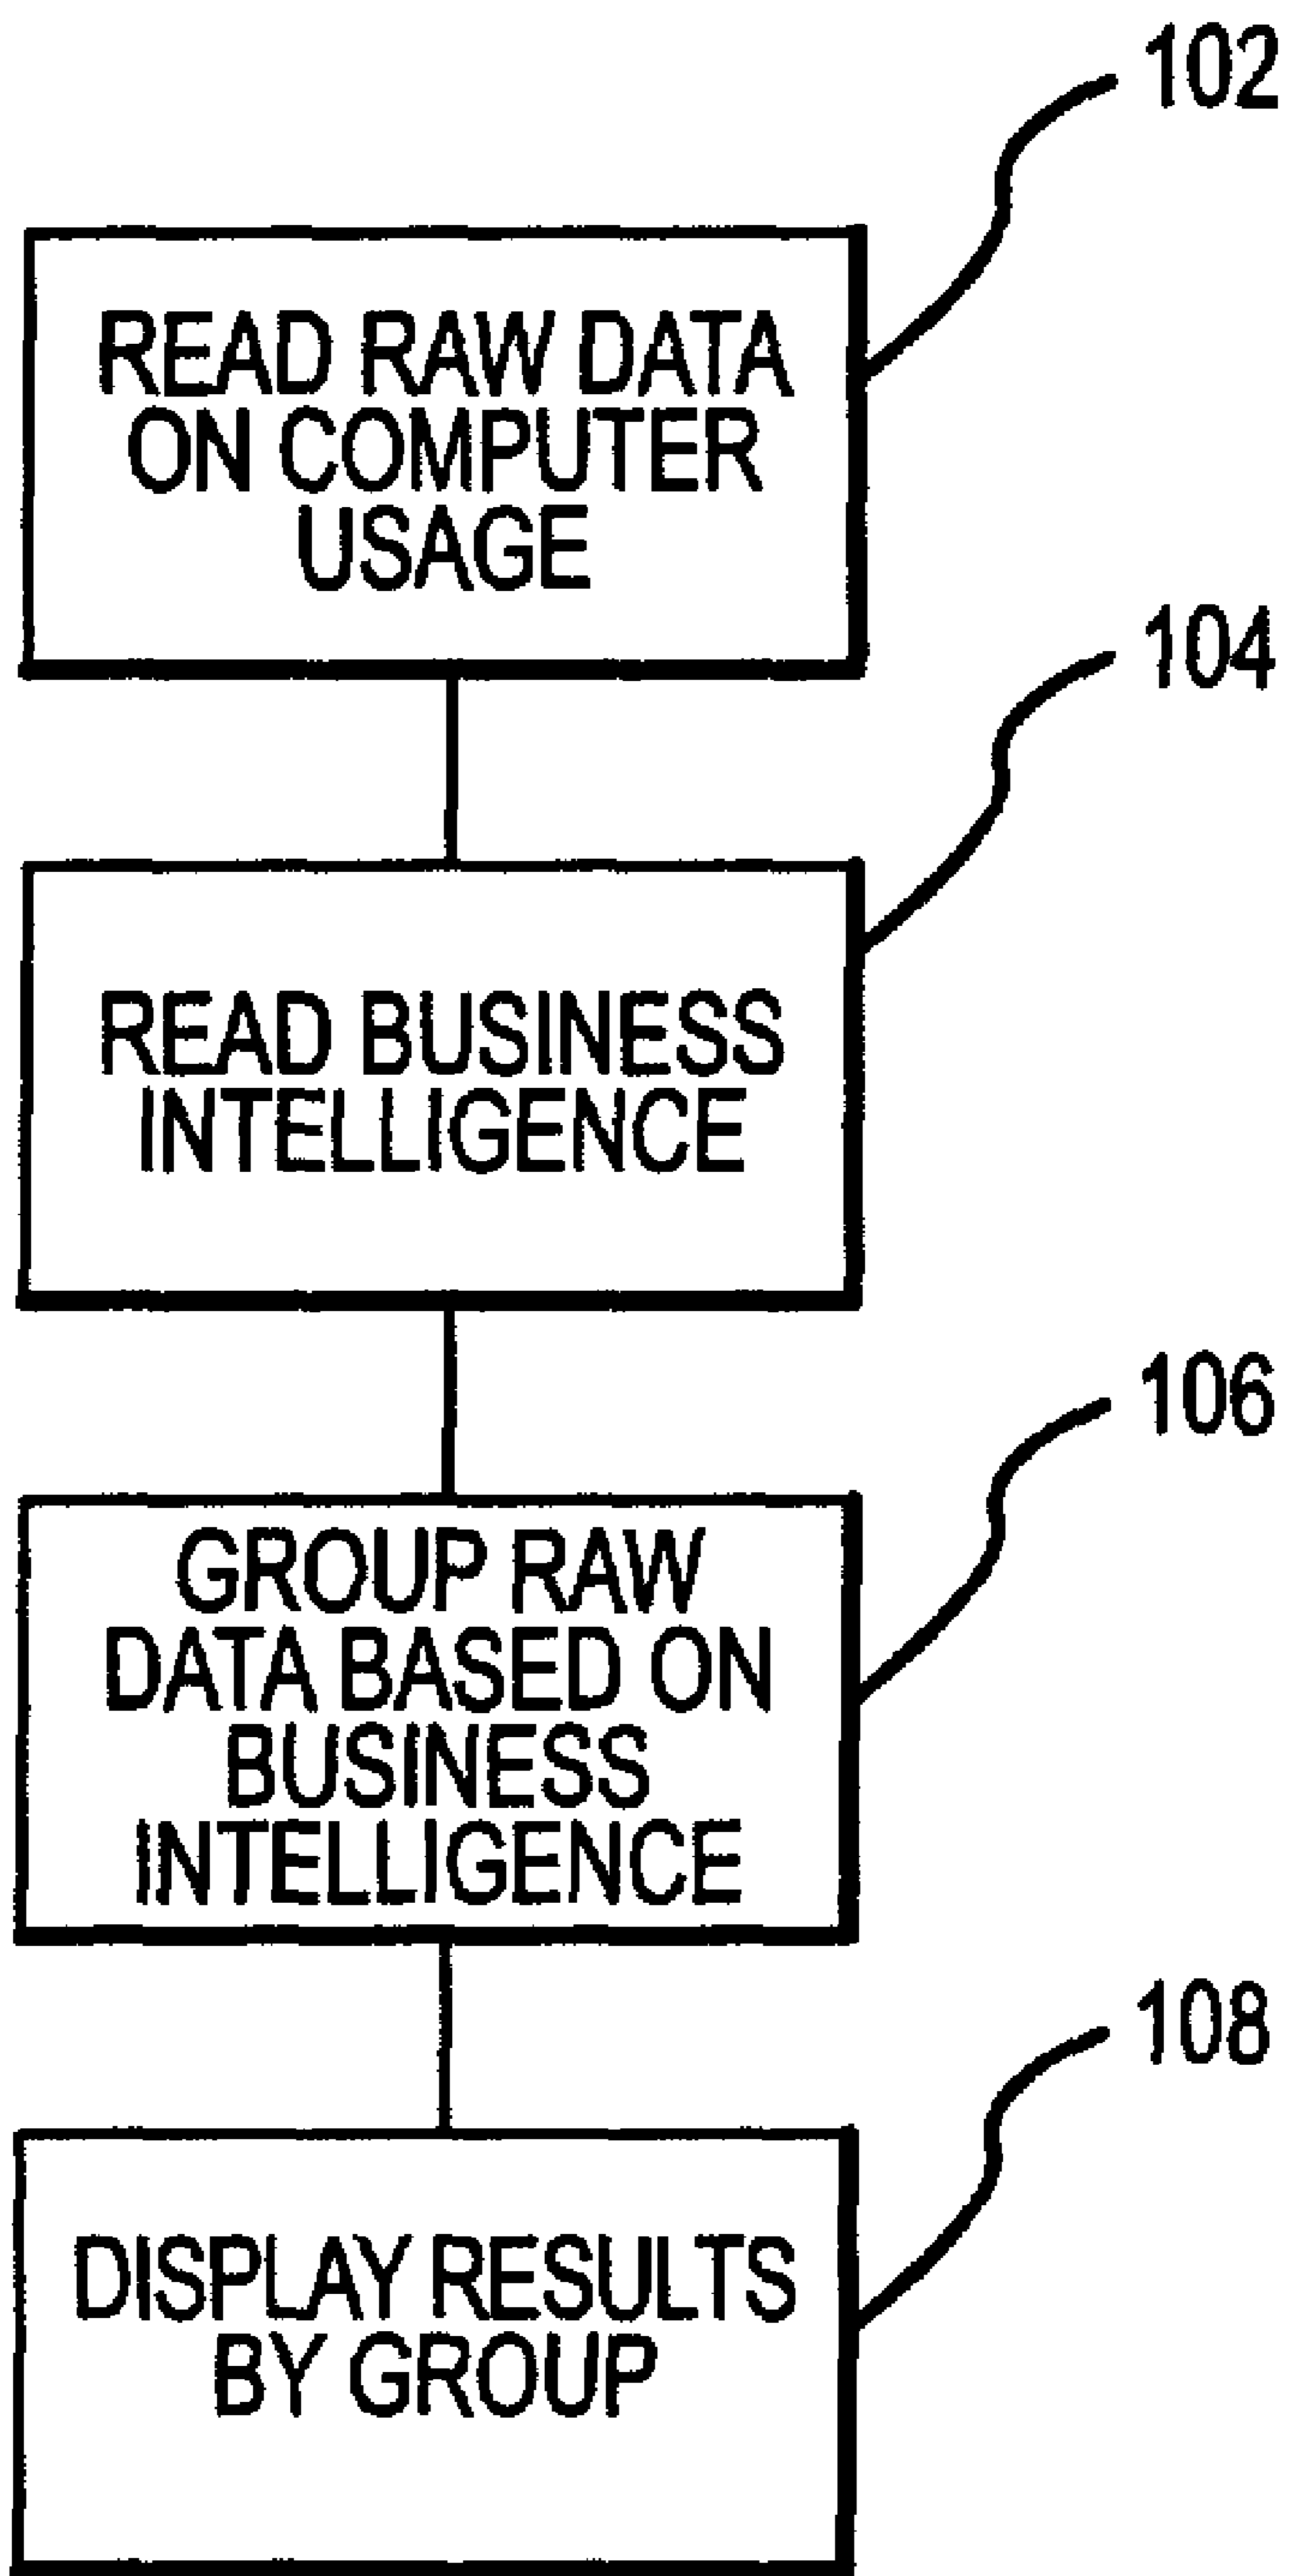 102
READ RAW DATA
ON COMPUTER
USAGE
104
READ BUSINESS
INTELLIGENCE
106
GROUP RAW
DATA BASED ON
BUSINESS
INTELLIGENCE
108
DISPLAY RESULTS
BY GROUP